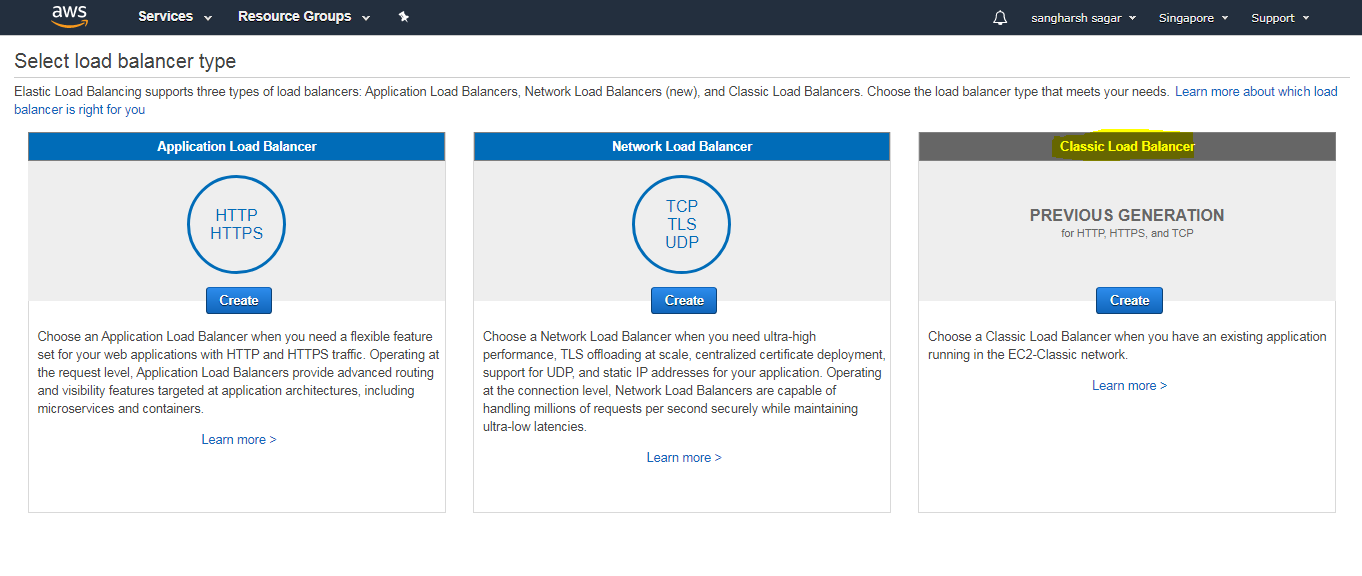 aws Services Resource Groups sangharsh sagar Singapore Support
Select load balancer type
Elastic Load Balancing supports three types of load balancers: Application Load Balancers, Network Load Balancers (new), and Classic Load Balancers. Choose the load balancer type that meets your needs. Learn more about which load
balancer is right for you
Application Load Balancer
HTTP
HTTPS
Create
Choose an Application Load Balancer when you need a flexible feature
set for your web applications with HTTP and HTTPS traffic. Operating at
the request level, Application Load Balancers provide advanced routing
and visibility features targeted at application architectures, including
microservices and containers.
Learn more >
Network Load Balancer
TCP
TLS
UDP
Create
Choose a Network Load Balancer when you need ultra-high
performance, TLS offloading at scale, centralized certificate deployment,
support for UDP, and static IP addresses for your application. Operating
at the connection level, Network Load Balancers are capable of
handling millions of requests per second securely while maintaining
ultra-low latencies.
Learn more >
Classic Load Balancer
PREVIOUS GENERATION
for HTTP, HTTPS, and TCP
Create
Choose a Classic Load Balancer when you have an existing application
running in the EC2-Classic network.
Learn more >